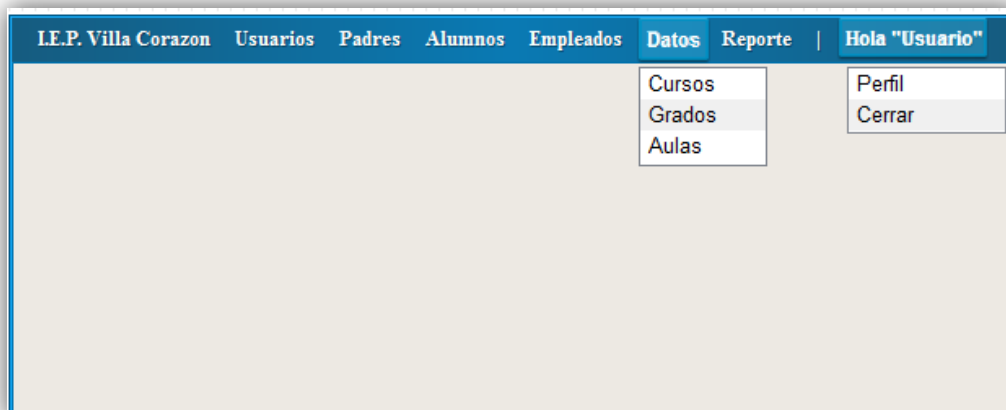 I.E.P. Villa Corazon Usuarios Padres Alumnos Empleados Datos Reporte | Hola "Usuario"
Cursos
Grados
Aulas
Perfil
Cerrar